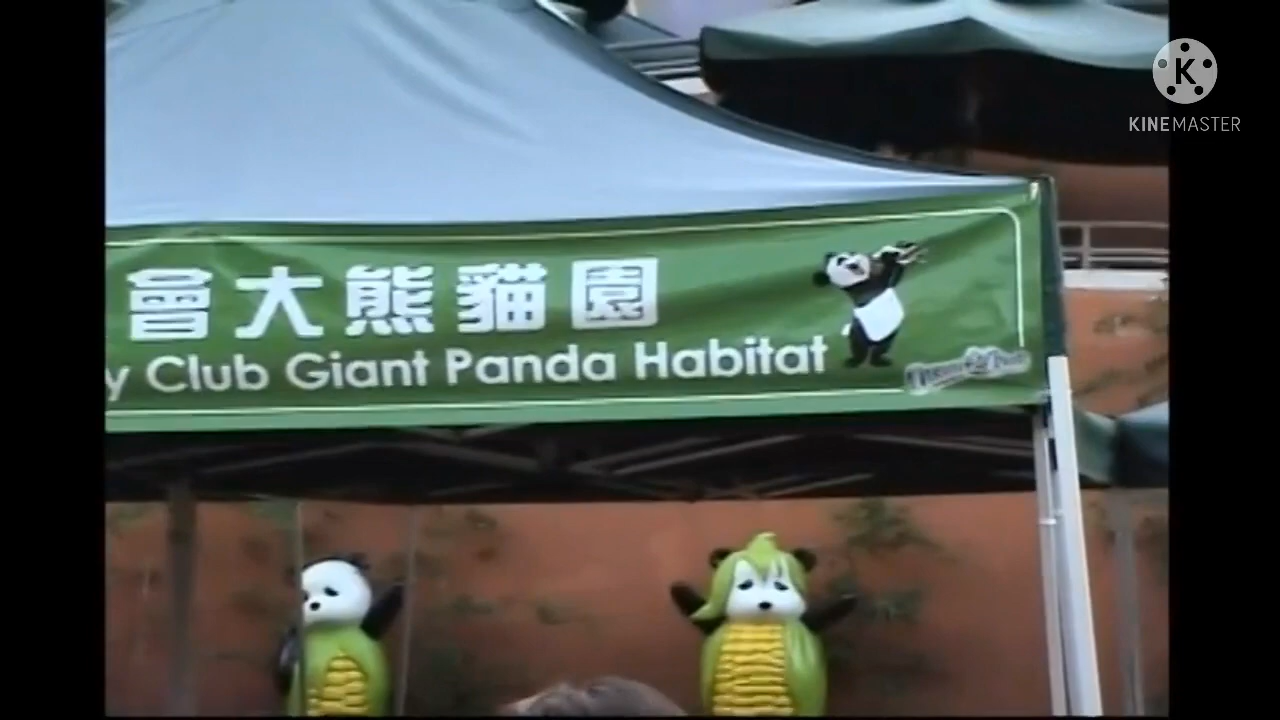 會大熊貓園
y Club Giant Panda Habitat
K
KINEMASTER